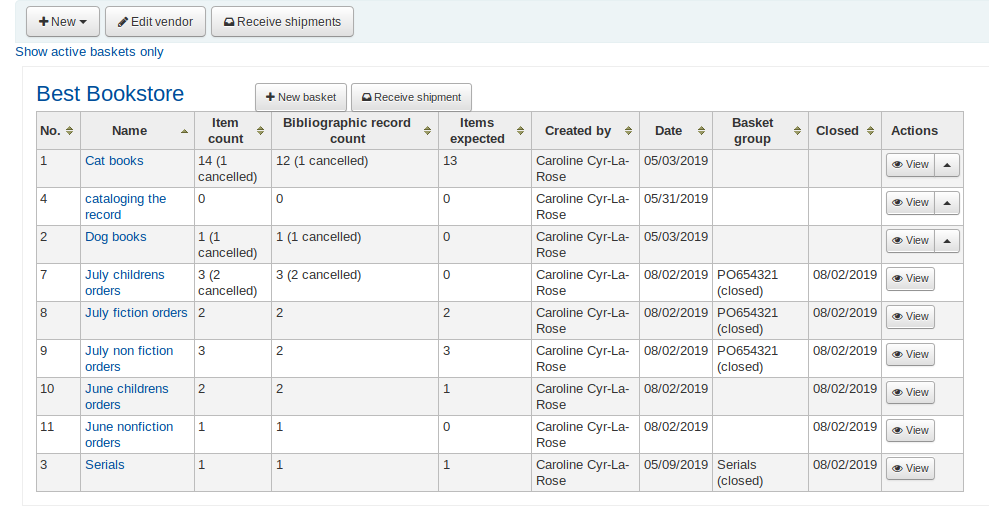 New Edit vendor Receive shipments
Show active baskets only
Best Bookstore New basket Receive shipment
No. Name Item count Bibliographic record count Items expected Created by Date Basket group Closed Actions
1 Cat books 14 (1 cancelled) 12 (1 cancelled) 13 Caroline Cyr-La-Rose 05/03/2019 View
4 cataloging the record 0 0 0 Caroline Cyr-La-Rose 05/31/2019 View
2 Dog books 1 (1 cancelled) 1 (1 cancelled) 0 Caroline Cyr-La-Rose 05/03/2019 View
7 July childrens orders 3 (2 cancelled) 3 (2 cancelled) 0 Caroline Cyr-La-Rose 08/02/2019 PO654321 (closed) 08/02/2019 View
8 July fiction orders 2 2 2 Caroline Cyr-La-Rose 08/02/2019 PO654321 (closed) 08/02/2019 View
9 July non fiction orders 3 2 3 Caroline Cyr-La-Rose 08/02/2019 PO654321 (closed) 08/02/2019 View
10 June childrens orders 2 2 1 Caroline Cyr-La-Rose 08/02/2019 08/02/2019 View
11 June nonfiction orders 1 1 0 Caroline Cyr-La-Rose 08/02/2019 08/02/2019 View
3 Serials 1 1 1 Caroline Cyr-La-Rose 05/09/2019 Serials (closed) 08/02/2019 View